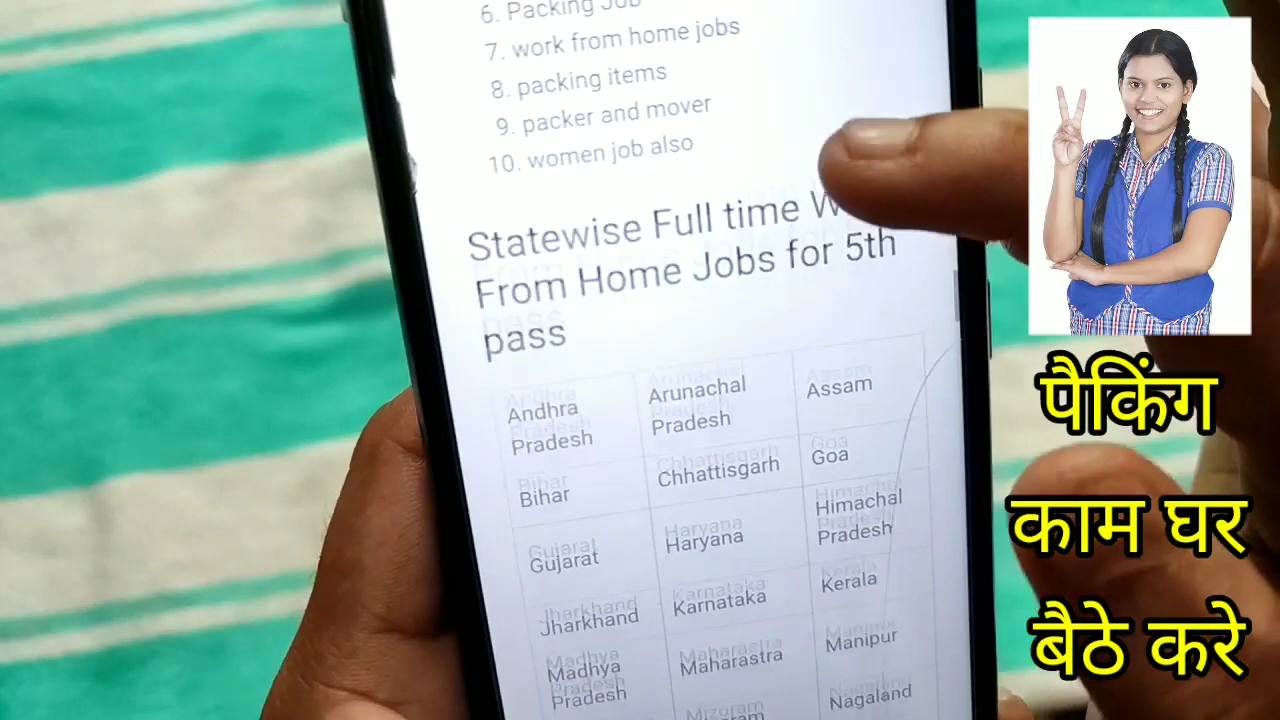 6. Packing Job
7. work from home jobs
8. packing items
9. packer and mover
10. women job also
Statewise Full time
From Home Jobs for 5th
pass
Andhra Pradesh
Arunachal Pradesh
Assam
Bihar
Chhattisgarh
Goa
Gujarat
Haryana
Himachal Pradesh
Jharkhand
Karnataka
Kerala
Madhya Pradesh
Maharastra
Manipur
Mizoram
Nagaland
पैकिंग
काम घर
बैठे करे